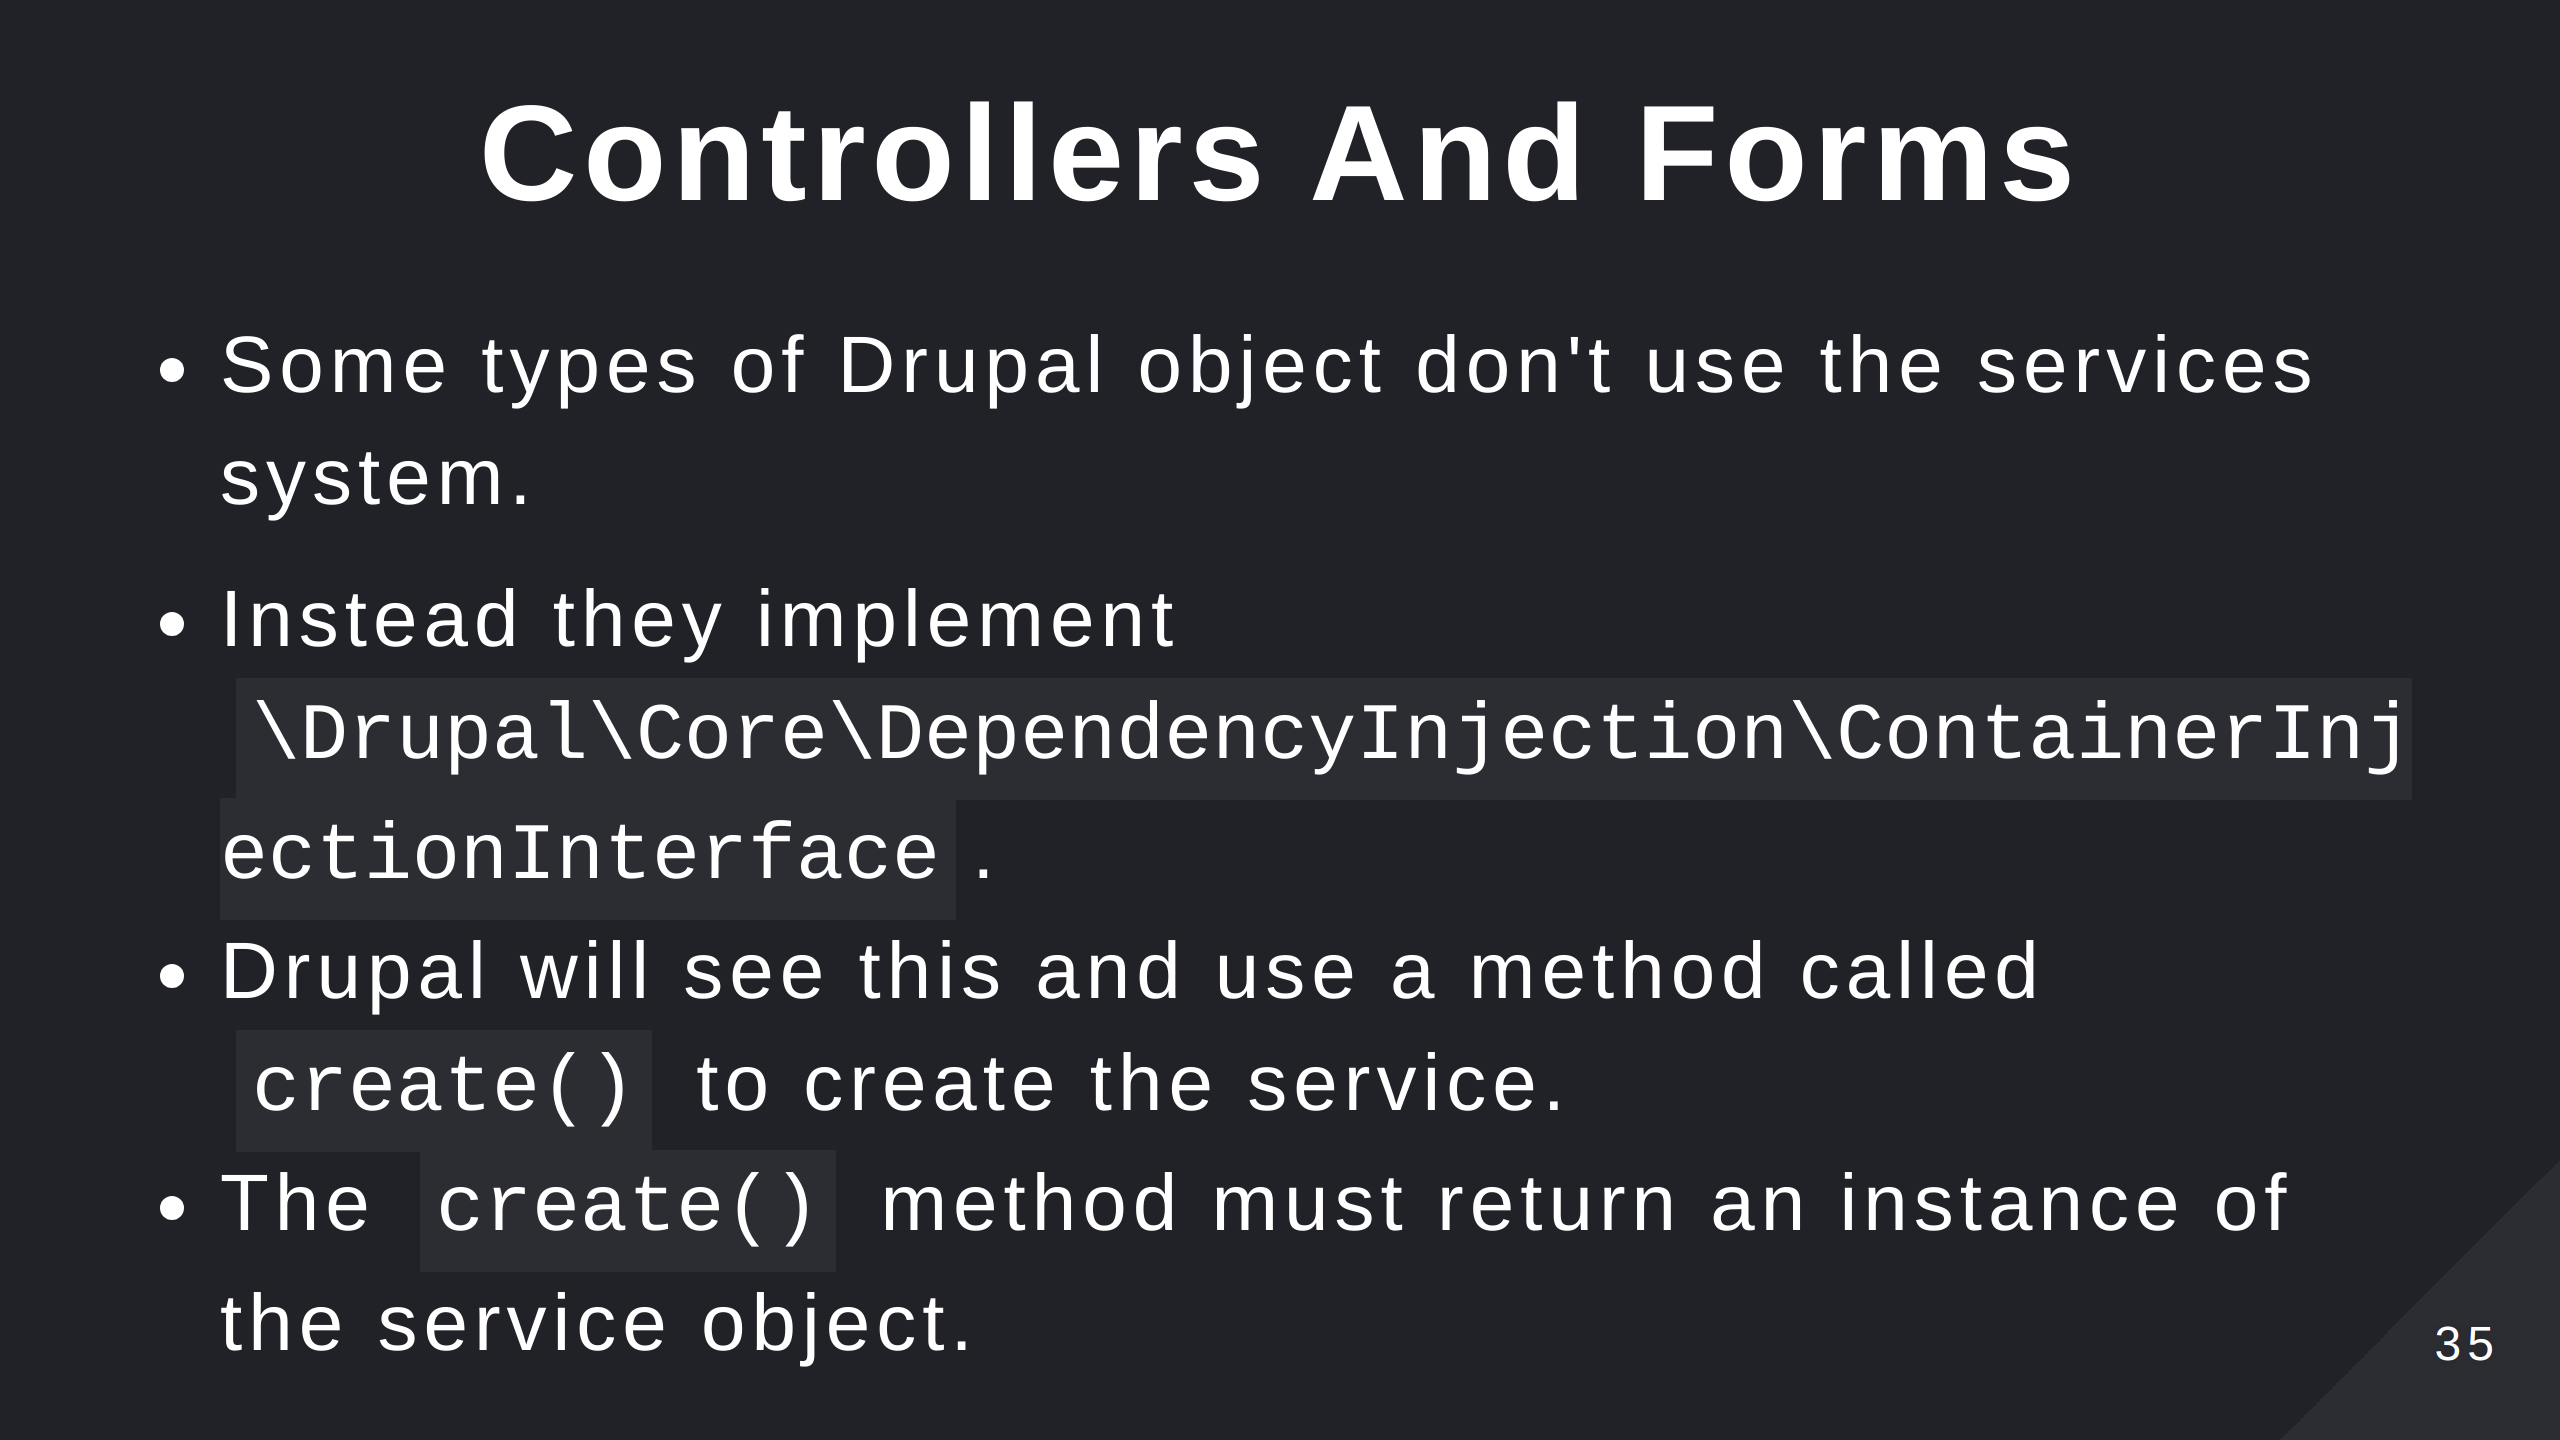 Controllers And Forms
• Some types of Drupal object don't use the services
system.
• Instead they implement
\Drupal\Core\DependencyInjection\ContainerInj
ectionInterface .
• Drupal will see this and use a method called
create() to create the service.
• The create() method must return an instance of
the service object.
35